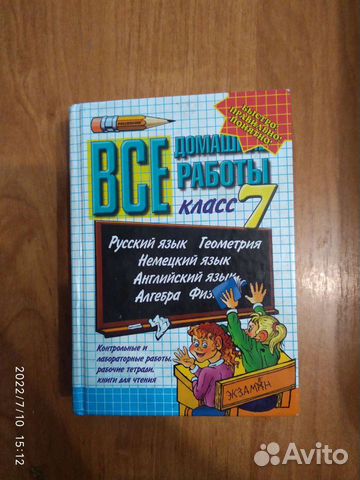 БЫСТРО!
ПРАВИЛЬНО!
ПОНЯТНО!
ВСЕ ДОМАШ
РАБОТЫ
КЛАСС 7
Русский язык Геометрия
Немецкий язык
Английский язык
Алгебра Физ
Контрольные и
лабораторные работы,
рабочие тетради,
книги для чтения
ЭКЗАМИН
2022/7/10 15:12
Avito